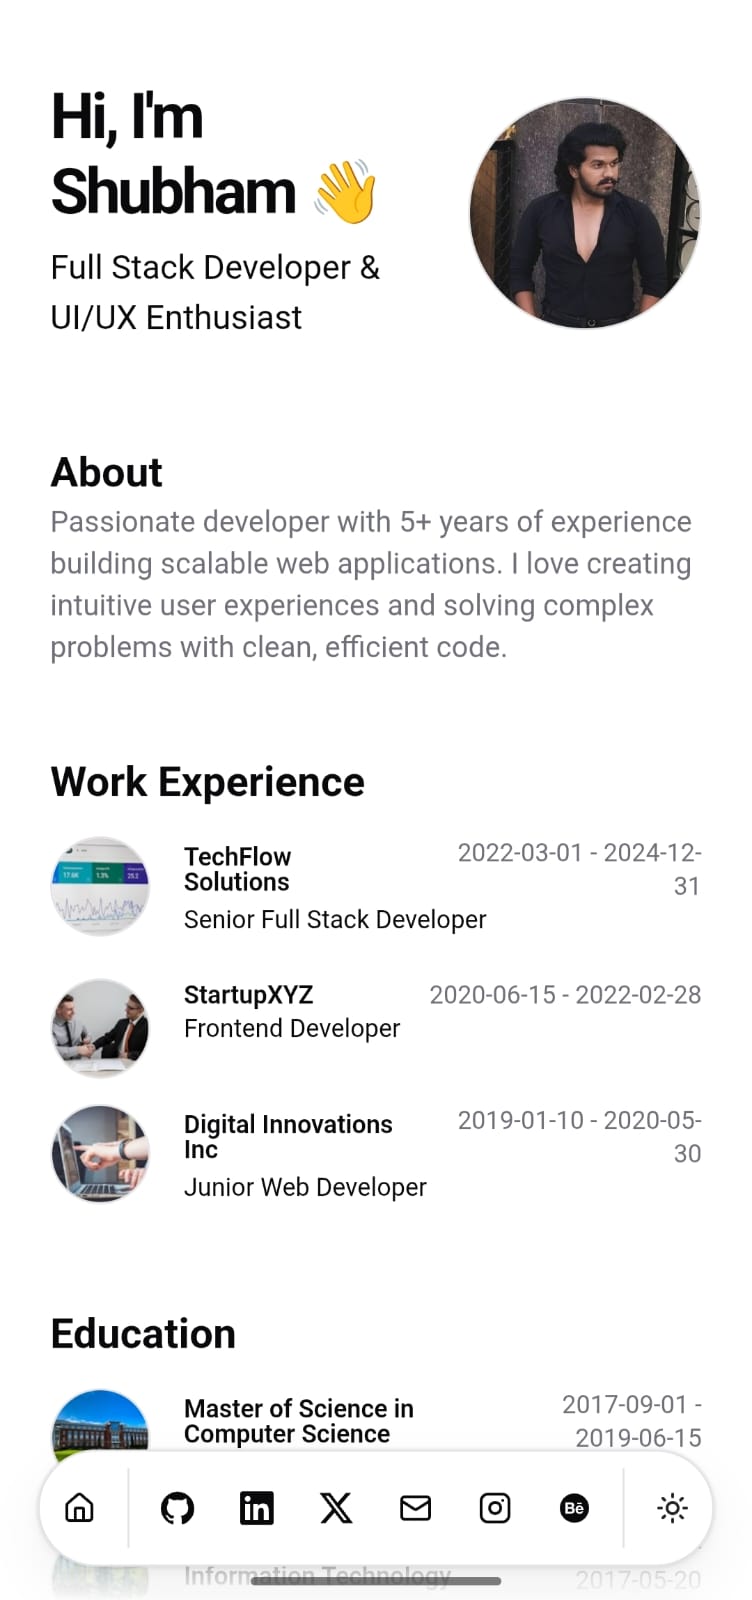 Hi, I'm
Shubham 👋
Full Stack Developer &
UI/UX Enthusiast
About
Passionate developer with 5+ years of experience
building scalable web applications. I love creating
intuitive user experiences and solving complex
problems with clean, efficient code.
Work Experience
TechFlow
Solutions
2022-03-01 - 2024-12-
31
Senior Full Stack Developer
StartupXYZ
2020-06-15 - 2022-02-28
Frontend Developer
Digital Innovations
Inc
2019-01-10 - 2020-05-
30
Junior Web Developer
Education
Master of Science in
Computer Science
2017-09-01 -
2019-06-15
in
X
Bē
Information Technology
2017-05-20